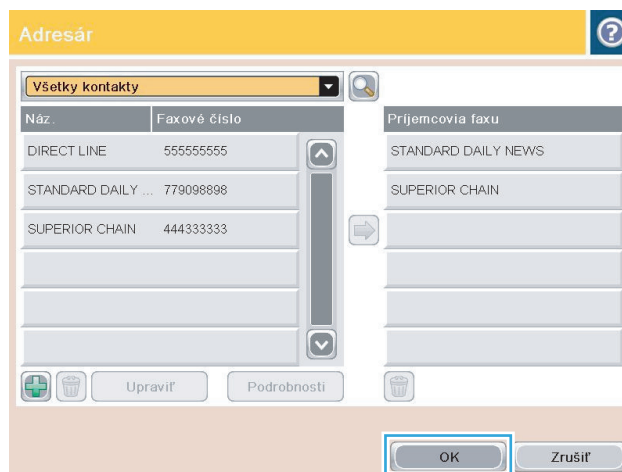 Adresár
?
Všetky kontakty
Náz. Faxové číslo
DIRECT LINE 555555555
STANDARD DAILY ... 779098898
SUPERIOR CHAIN 444333333
Upraviť Podrobnosti
Príjemcovia faxu
STANDARD DAILY NEWS
SUPERIOR CHAIN
OK Zrušiť